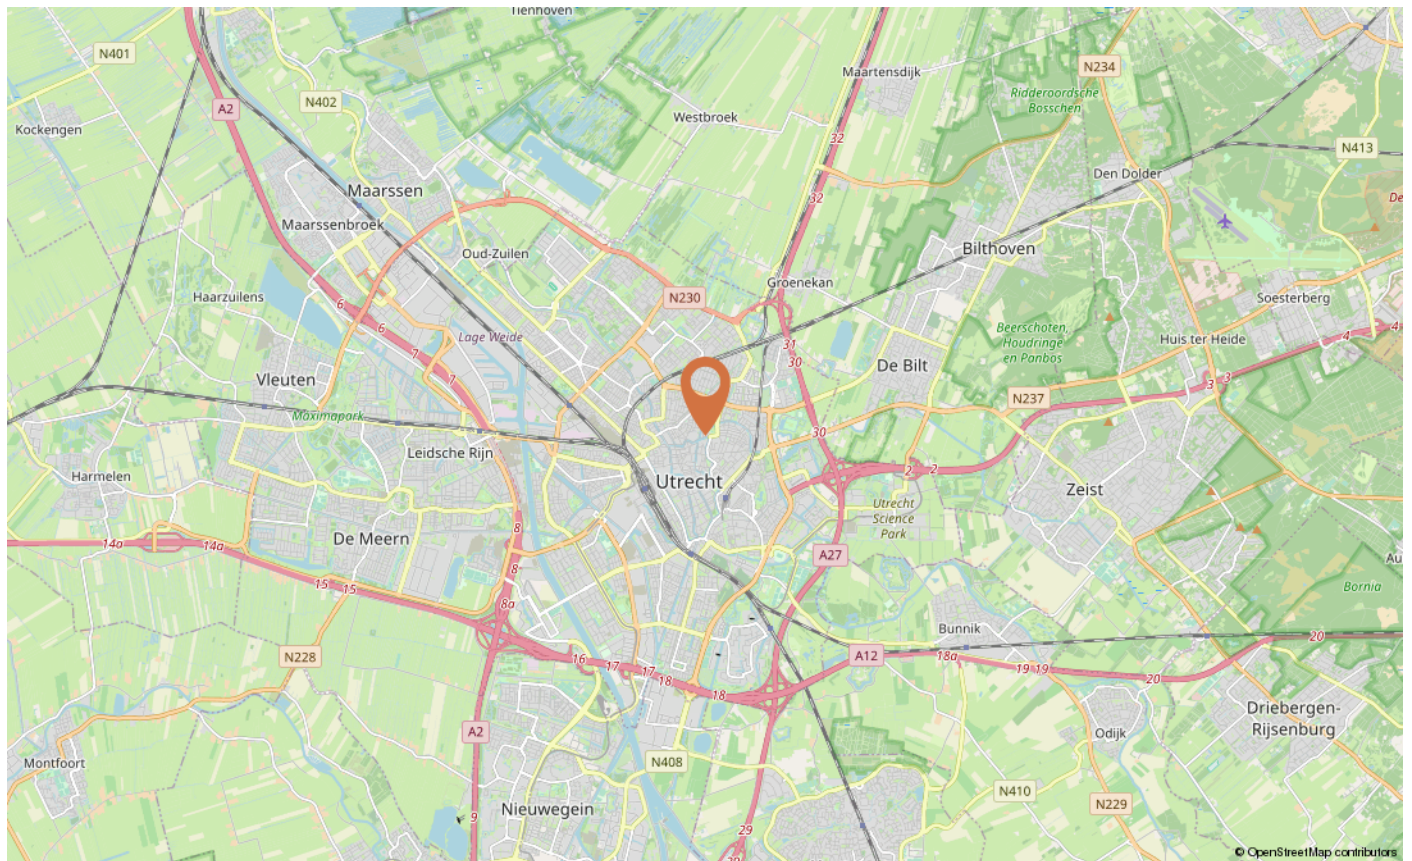 Tienhoven
N401
N234
Maartensdijk
Ridderoordsche
Bosschen
N402
A2
Westbroek
Kockengen
32
N413
Den Dolder
Maarssen
32
De
Maarssenbroek
Bilthoven
Oud-Zuilen
Groenekan
Haarzuilens
N230
Soesterberg
6
6
Lage Weide
Beerschoten,
Houdringe
en Panbos
4
4
Huis ter Heide
31
7
30
De Bilt
Vleuten
7
3
3
N237
Maximapark
30
Leidsche Rijn
2
2
Harmelen
Utrecht
Zeist
Utrecht
Science
Park
8
De Meern
14a
14a
A27
Au
8
15
15
Bornia
8a
Bunnik
20
N228
16
17
17
18
18
A12
18a
19
19
20
Driebergen-
Rijsenburg
A2
Odijk
Montfoort
N408
N410
N229
Nieuwegein
9
29
30
© OpenStreetMap contributors